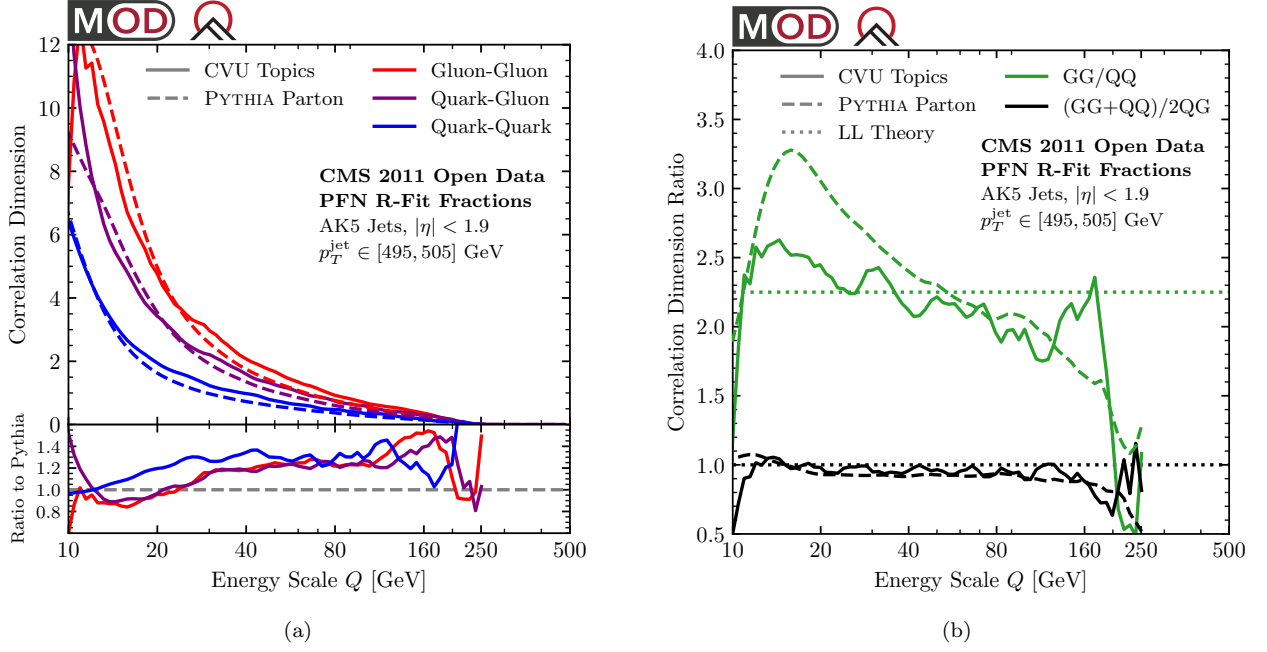 MOD
12
10
8
6
4
2
0
Correlation Dimension
CVU Topics
PYTHIA Parton
Gluon-Gluon
Quark-Gluon
Quark-Quark
CMS 2011 Open Data
PFN R-Fit Fractions
AK5 Jets, |η| < 1.9
p_T^jet ∈ [495, 505] GeV
1.4
1.2
1.0
0.8
Ratio to Pythia
10 20 40 80 160 250 500
Energy Scale Q [GeV]
(a)
MOD
4.0
3.5
3.0
2.5
2.0
1.5
1.0
0.5
Correlation Dimension Ratio
CVU Topics
PYTHIA Parton
LL Theory
GG/QQ
(GG+QQ)/2QG
CMS 2011 Open Data
PFN R-Fit Fractions
AK5 Jets, |η| < 1.9
p_T^jet ∈ [495, 505] GeV
10 20 40 80 160 250 500
Energy Scale Q [GeV]
(b)